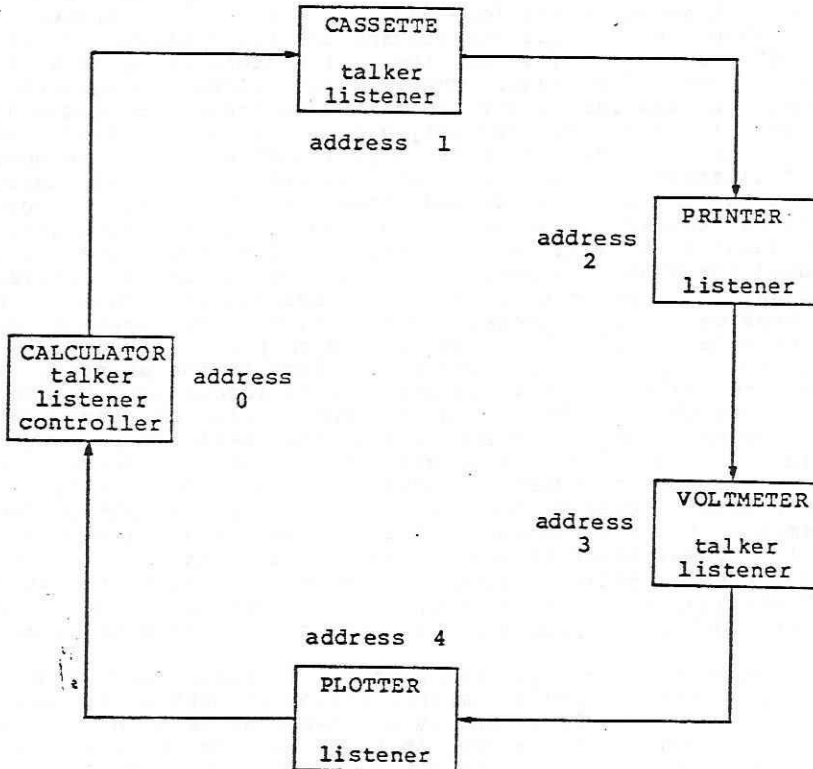 CASSETTE
talker
listener
address 1
PRINTER
listener
address
2
CALCULATOR
talker
listener
controller
address
0
VOLTMETER
talker
listener
address
3
address 4
PLOTTER
listener